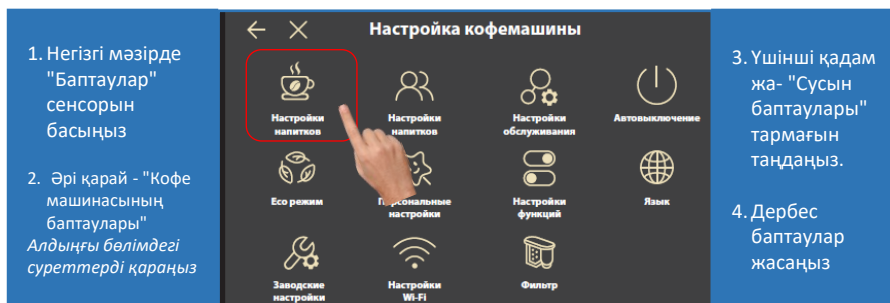 1. Негізгі мәзірде
"Баптаулар"
сенсорын
басыңыз
2. Әрі қарай - "Кофе
машинасының
баптаулары"
Алдыңғы бөлімдегі
суреттерді қараңыз
Настройка кофемашины
Настройки
напитков
Настройки
напитков
Настройки
обслуживания
Автовыключение
Eco режим
настройки
Настройки
функций
Язык
Заводские
настройки
Настройки
Wi-Fi
Фильтр
3. Үшінші қадам
жа- "Сусын
баптаулары"
тармағын
таңдаңыз.
4. Дербес
баптаулар
жасаңыз